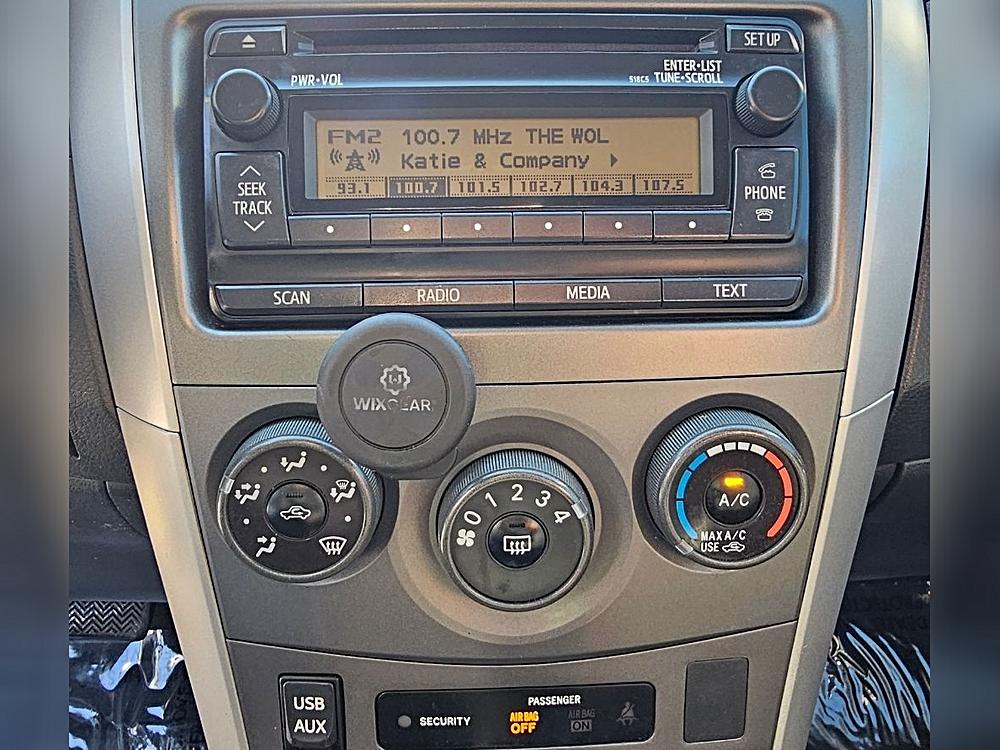 SET UP
PWR•VOL
ENTER•LIST
518C5 TUNE•SCROLL
FM2 100.7 MHz THE WOL
Katie & Company
93.1 100.7 101.5 102.7 104.3 107.5
SEEK
TRACK
PHONE
SCAN RADIO MEDIA TEXT
WIXGEAR
0 1 2 3 4
A/C
MAX A/C
USE
USB
AUX
SECURITY
PASSENGER
AIR BAG
OFF
AIR BAG
ON